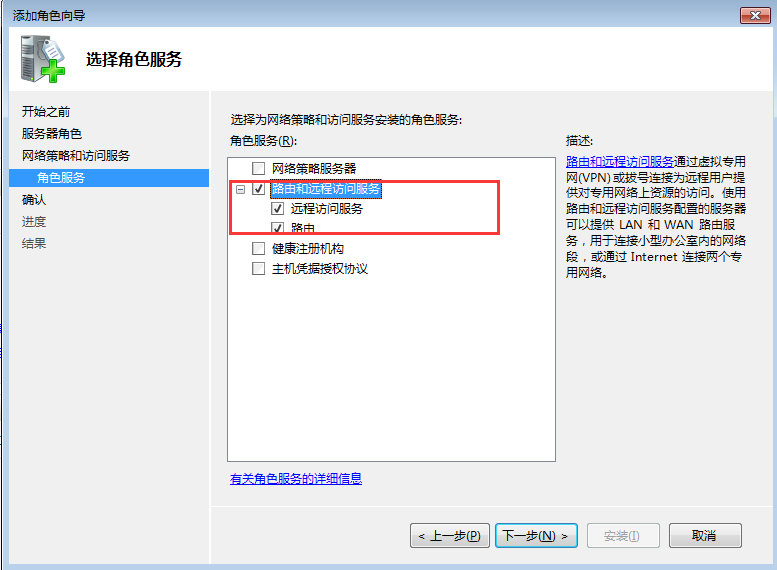 添加角色向导
选择角色服务
开始之前
服务器角色
网络策略和访问服务
角色服务
确认
进度
结果
选择为网络策略和访问服务安装的角色服务:
角色服务(R):
网络策略服务器
路由和远程访问服务
远程访问服务
路由
健康注册机构
主机凭据授权协议
有关角色服务的详细信息
描述:
路由和远程访问服务通过虚拟专用
网(VPN)或拨号连接为远程用户提
供对专用网络上资源的访问。使用
路由和远程访问服务配置的服务器
可以提供 LAN 和 WAN 路由服
务，用于连接小型办公室内的网络
段，或通过 Internet 连接两个专
用网络。
< 上一步(P)
下一步(N) >
安装(I)
取消